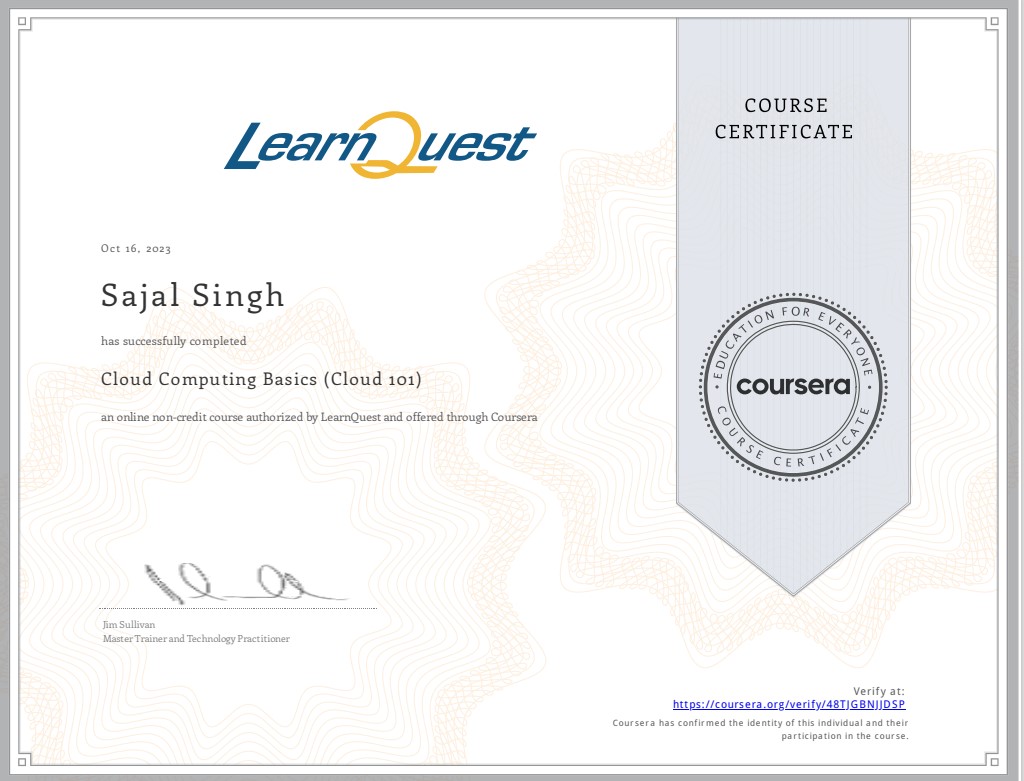 LearnQuest
COURSE
CERTIFICATE
Oct 16, 2023
Sajal Singh
has successfully completed
Cloud Computing Basics (Cloud 101)
an online non-credit course authorized by LearnQuest and offered through Coursera
EDUCATION FOR EVERYONE
coursera
COURSE CERTIFICATE
Jim Sullivan
Master Trainer and Technology Practitioner
Verify at:
https://coursera.org/verify/48TJGBNJJDSP
Coursera has confirmed the identity of this individual and their
participation in the course.